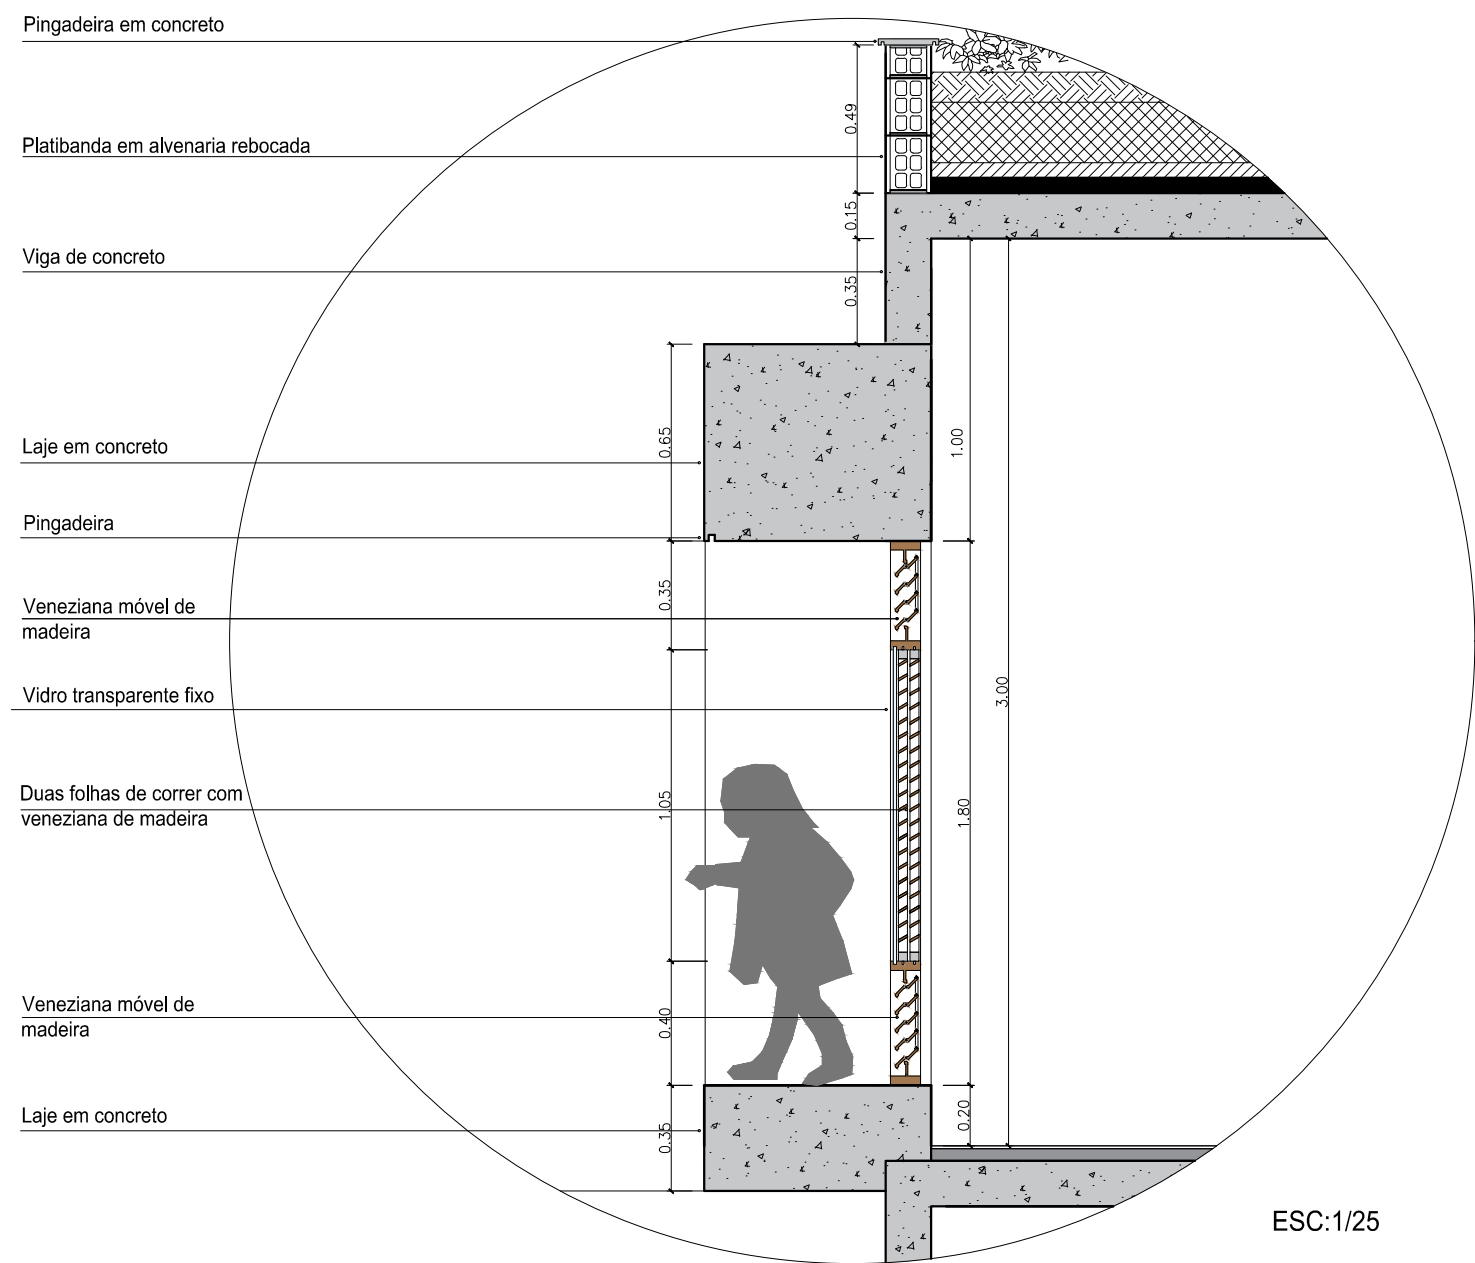 Pingadeira em concreto
Platibanda em alvenaria rebocada
Viga de concreto
Laje em concreto
Pingadeira
Veneziana móvel de
madeira
Vidro transparente fixo
Duas folhas de correr com
veneziana de madeira
Veneziana móvel de
madeira
Laje em concreto
0.49
0.15
0.35
0.65
0.35
1.05
0.40
0.35
1.00
1.80
0.20
3.00
ESC:1/25